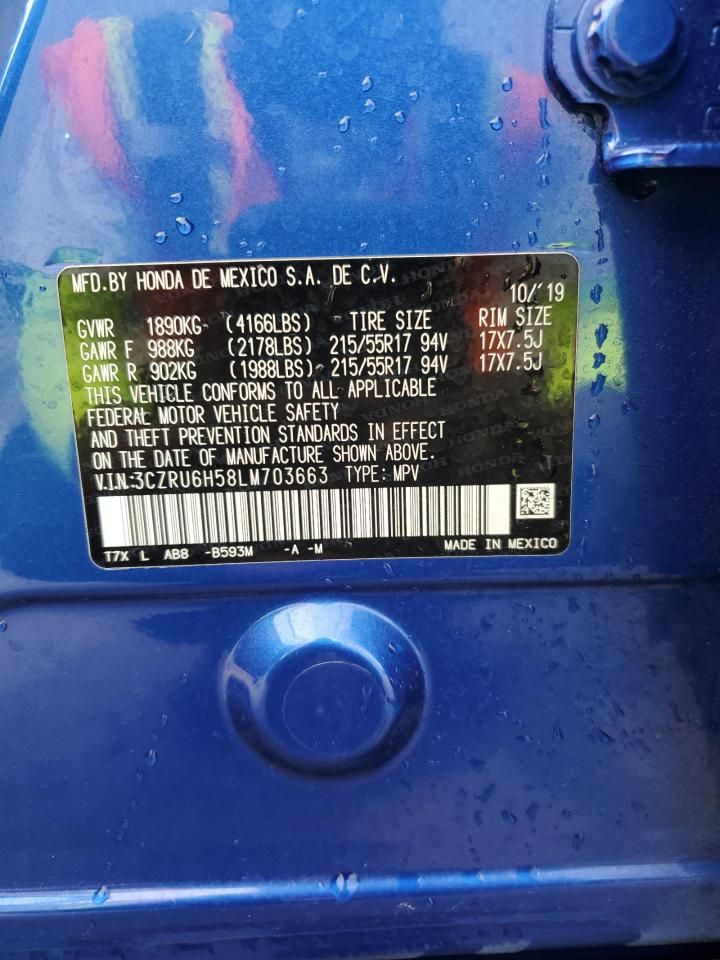 MFD.BY HONDA DE MEXICO S.A. DE C.V.
10/'19
GVWR 1890KG (4166LBS) TIRE SIZE RIM SIZE
GAWR F 988KG (2178LBS) 215/55R17 94V 17X7.5J
GAWR R 902KG (1988LBS) 215/55R17 94V 17X7.5J
THIS VEHICLE CONFORMS TO ALL APPLICABLE
FEDERAL MOTOR VEHICLE SAFETY
AND THEFT PREVENTION STANDARDS IN EFFECT
ON THE DATE OF MANUFACTURE SHOWN ABOVE.
V.I.N:3CZRU6H58LM703663 TYPE: MPV
T7X L AB8 -B593M -A -M MADE IN MEXICO